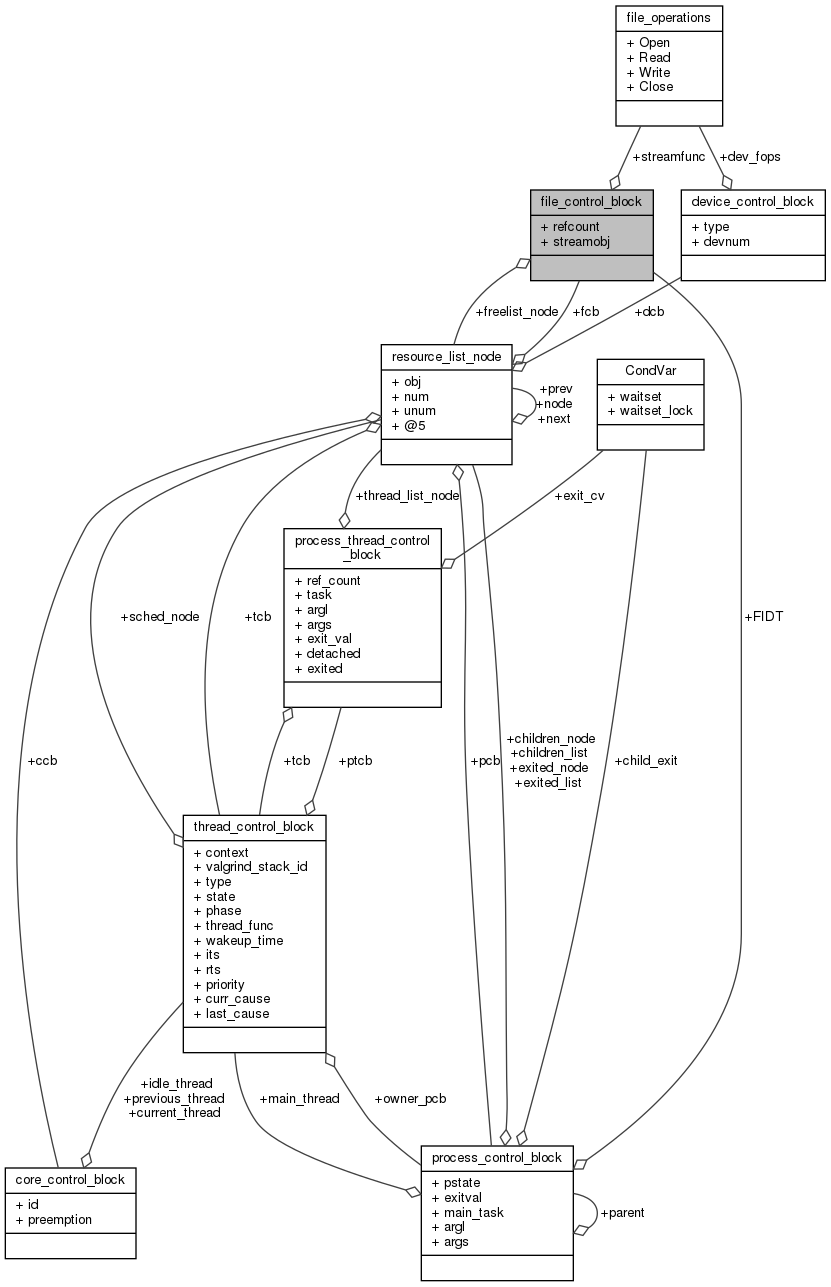 file_operations
+ Open
+ Read
+ Write
+ Close
+streamfunc
+dev_fops
file_control_block
+ refcount
+ streamobj
device_control_block
+ type
+ devnum
+freelist_node
+fcb
+dcb
resource_list_node
+ obj
+ num
+ unum
+ @5
+prev
+node
+next
CondVar
+ waitset
+ waitset_lock
+thread_list_node
+exit_cv
process_thread_control
_block
+ ref_count
+ task
+ argl
+ args
+ exit_val
+ detached
+ exited
+sched_node
+tcb
+FIDT
+ccb
+tcb
+ptcb
+pcb
+children_node
+children_list
+exited_node
+exited_list
+child_exit
thread_control_block
+ context
+ valgrind_stack_id
+ type
+ state
+ phase
+ thread_func
+ wakeup_time
+ its
+ rts
+ priority
+ curr_cause
+ last_cause
+idle_thread
+previous_thread
+current_thread
+main_thread
+owner_pcb
core_control_block
+ id
+ preemption
process_control_block
+ pstate
+ exitval
+ main_task
+ argl
+ args
+parent